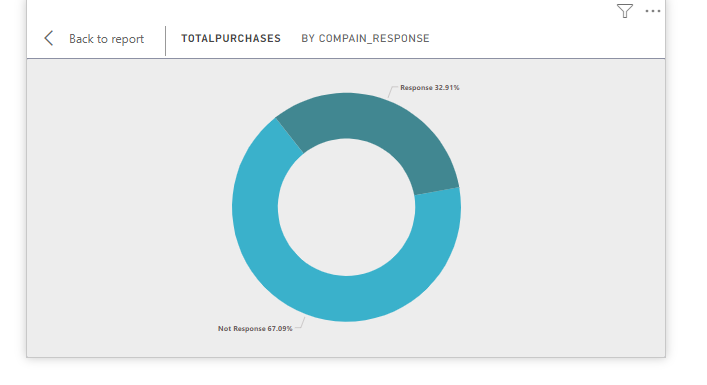 Back to report
TOTALPURCHASES BY COMPAIN_RESPONSE
Response 32.91%
Not Response 67.09%